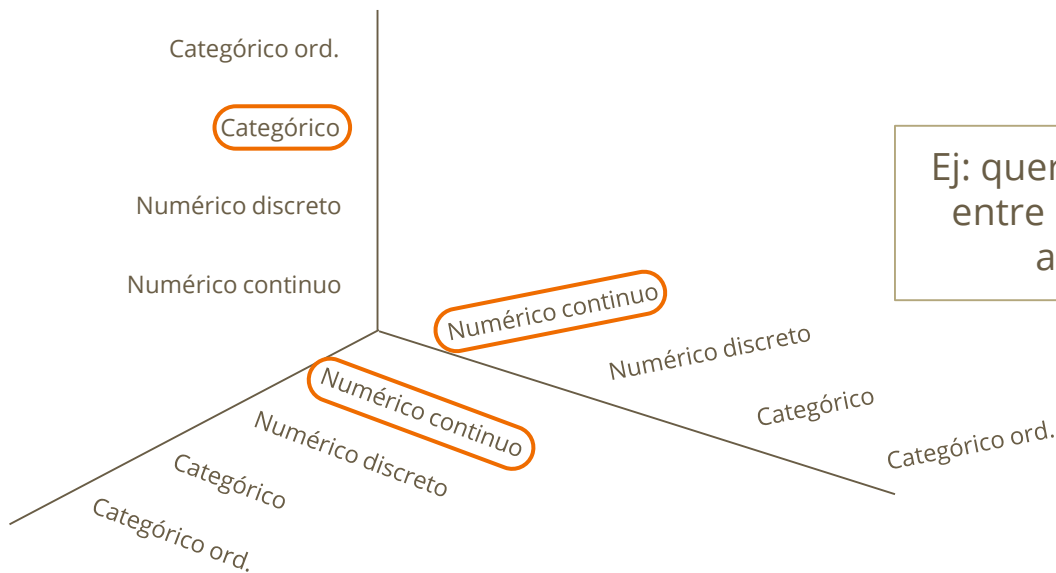 Categórico ord.
Categórico
Numérico discreto
Numérico continuo
Numérico continuo
Numérico discreto
Categórico
Categórico ord.
Numérico continuo
Numérico discreto
Categórico
Categórico ord.
Ej:
entre